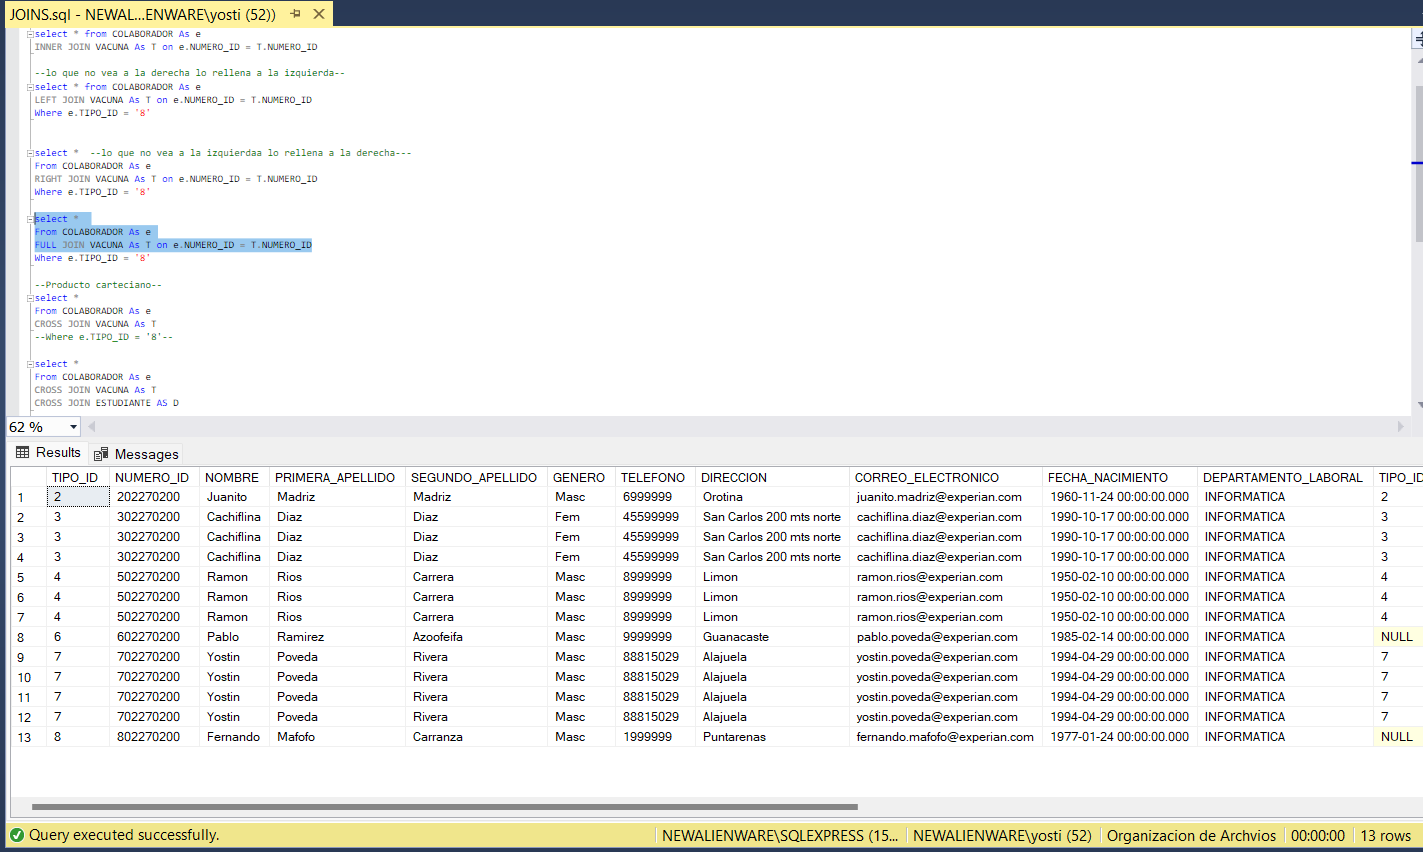 JOINS.sql - NEWAL...ENWARE\yosti (52))
select * from COLABORADOR As e
INNER JOIN VACUNA As T on e.NUMERO_ID = T.NUMERO_ID
--lo que no vea a la derecha lo rellena a la izquierda--
select * from COLABORADOR As e
LEFT JOIN VACUNA As T on e.NUMERO_ID = T.NUMERO_ID
Where e.TIPO_ID = '8'
select *  --lo que no vea a la izquierdaa lo rellena a la derecha---
From COLABORADOR As e
RIGHT JOIN VACUNA As T on e.NUMERO_ID = T.NUMERO_ID
Where e.TIPO_ID = '8'
select *
From COLABORADOR As e
FULL JOIN VACUNA As T on e.NUMERO_ID = T.NUMERO_ID
Where e.TIPO_ID = '8'
--Producto carteciano--
select *
From COLABORADOR As e
CROSS JOIN VACUNA As T
--Where e.TIPO_ID = '8'--
select *
From COLABORADOR As e
CROSS JOIN VACUNA As T
CROSS JOIN ESTUDIANTE AS D
62 %
Results Messages
TIPO_ID NUMERO_ID NOMBRE PRIMERA_APELLIDO SEGUNDO_APELLIDO GENERO TELEFONO DIRECCION CORREO_ELECTRONICO FECHA_NACIMIENTO DEPARTAMENTO_LABORAL TIPO_ID
1 2 202270200 Juanito Madriz Madriz Masc 6999999 Orotina juanito.madriz@experian.com 1960-11-24 00:00:00.000 INFORMATICA 2
2 3 302270200 Cachiflina Diaz Diaz Fem 45599999 San Carlos 200 mts norte cachiflina.diaz@experian.com 1990-10-17 00:00:00.000 INFORMATICA 3
3 3 302270200 Cachiflina Diaz Diaz Fem 45599999 San Carlos 200 mts norte cachiflina.diaz@experian.com 1990-10-17 00:00:00.000 INFORMATICA 3
4 3 302270200 Cachiflina Diaz Diaz Fem 45599999 San Carlos 200 mts norte cachiflina.diaz@experian.com 1990-10-17 00:00:00.000 INFORMATICA 3
5 4 502270200 Ramon Rios Carrera Masc 8999999 Limon ramon.rios@experian.com 1950-02-10 00:00:00.000 INFORMATICA 4
6 4 502270200 Ramon Rios Carrera Masc 8999999 Limon ramon.rios@experian.com 1950-02-10 00:00:00.000 INFORMATICA 4
7 4 502270200 Ramon Rios Carrera Masc 8999999 Limon ramon.rios@experian.com 1950-02-10 00:00:00.000 INFORMATICA 4
8 6 602270200 Pablo Ramirez Azoofeifa Masc 9999999 Guanacaste pablo.poveda@experian.com 1985-02-14 00:00:00.000 INFORMATICA NULL
9 7 702270200 Yostin Poveda Rivera Masc 88815029 Alajuela yostin.poveda@experian.com 1994-04-29 00:00:00.000 INFORMATICA 7
10 7 702270200 Yostin Poveda Rivera Masc 88815029 Alajuela yostin.poveda@experian.com 1994-04-29 00:00:00.000 INFORMATICA 7
11 7 702270200 Yostin Poveda Rivera Masc 88815029 Alajuela yostin.poveda@experian.com 1994-04-29 00:00:00.000 INFORMATICA 7
12 7 702270200 Yostin Poveda Rivera Masc 88815029 Alajuela yostin.poveda@experian.com 1994-04-29 00:00:00.000 INFORMATICA 7
13 8 802270200 Fernando Mafofo Carranza Masc 1999999 Puntarenas fernando.mafofo@experian.com 1977-01-24 00:00:00.000 INFORMATICA NULL
Query executed successfully. NEWALIENWARE\SQLEXPRESS (15... NEWALIENWARE\yosti (52) Organizacion de Archvios 00:00:00 13 rows